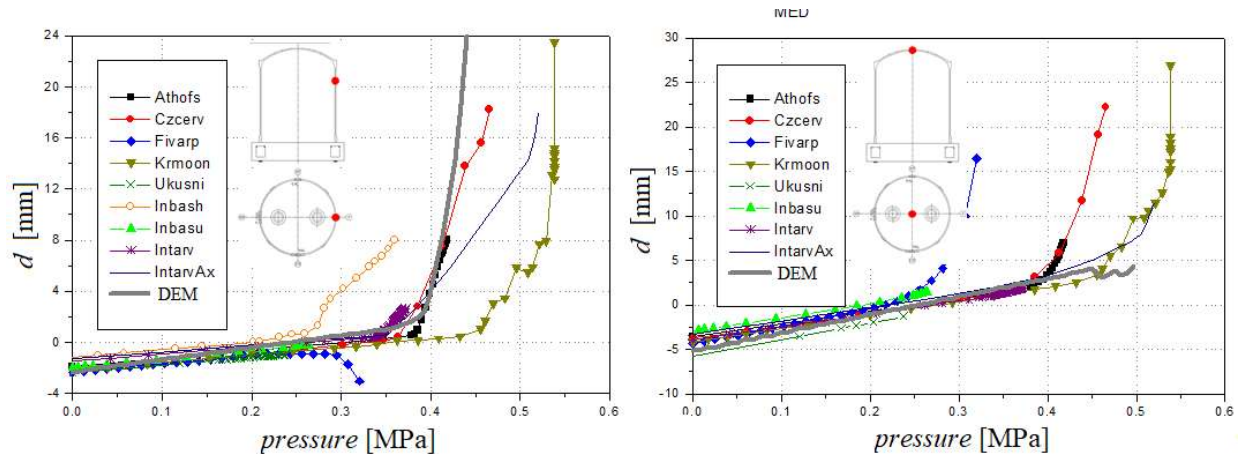 MED
24
20
16
12
8
4
0
-4
d [mm]
Athofs
Czcerv
Fivarp
Krmoon
Ukusni
Inbash
Inbasu
Intarv
IntarvAx
DEM
0.0 0.1 0.2 0.3 0.4 0.5 0.6
pressure [MPa]
30
25
20
15
10
5
0
-5
-10
d [mm]
Athofs
Czcerv
Fivarp
Krmoon
Ukusni
Inbasu
Intarv
IntarvAx
DEM
0.0 0.1 0.2 0.3 0.4 0.5 0.6
pressure [MPa]